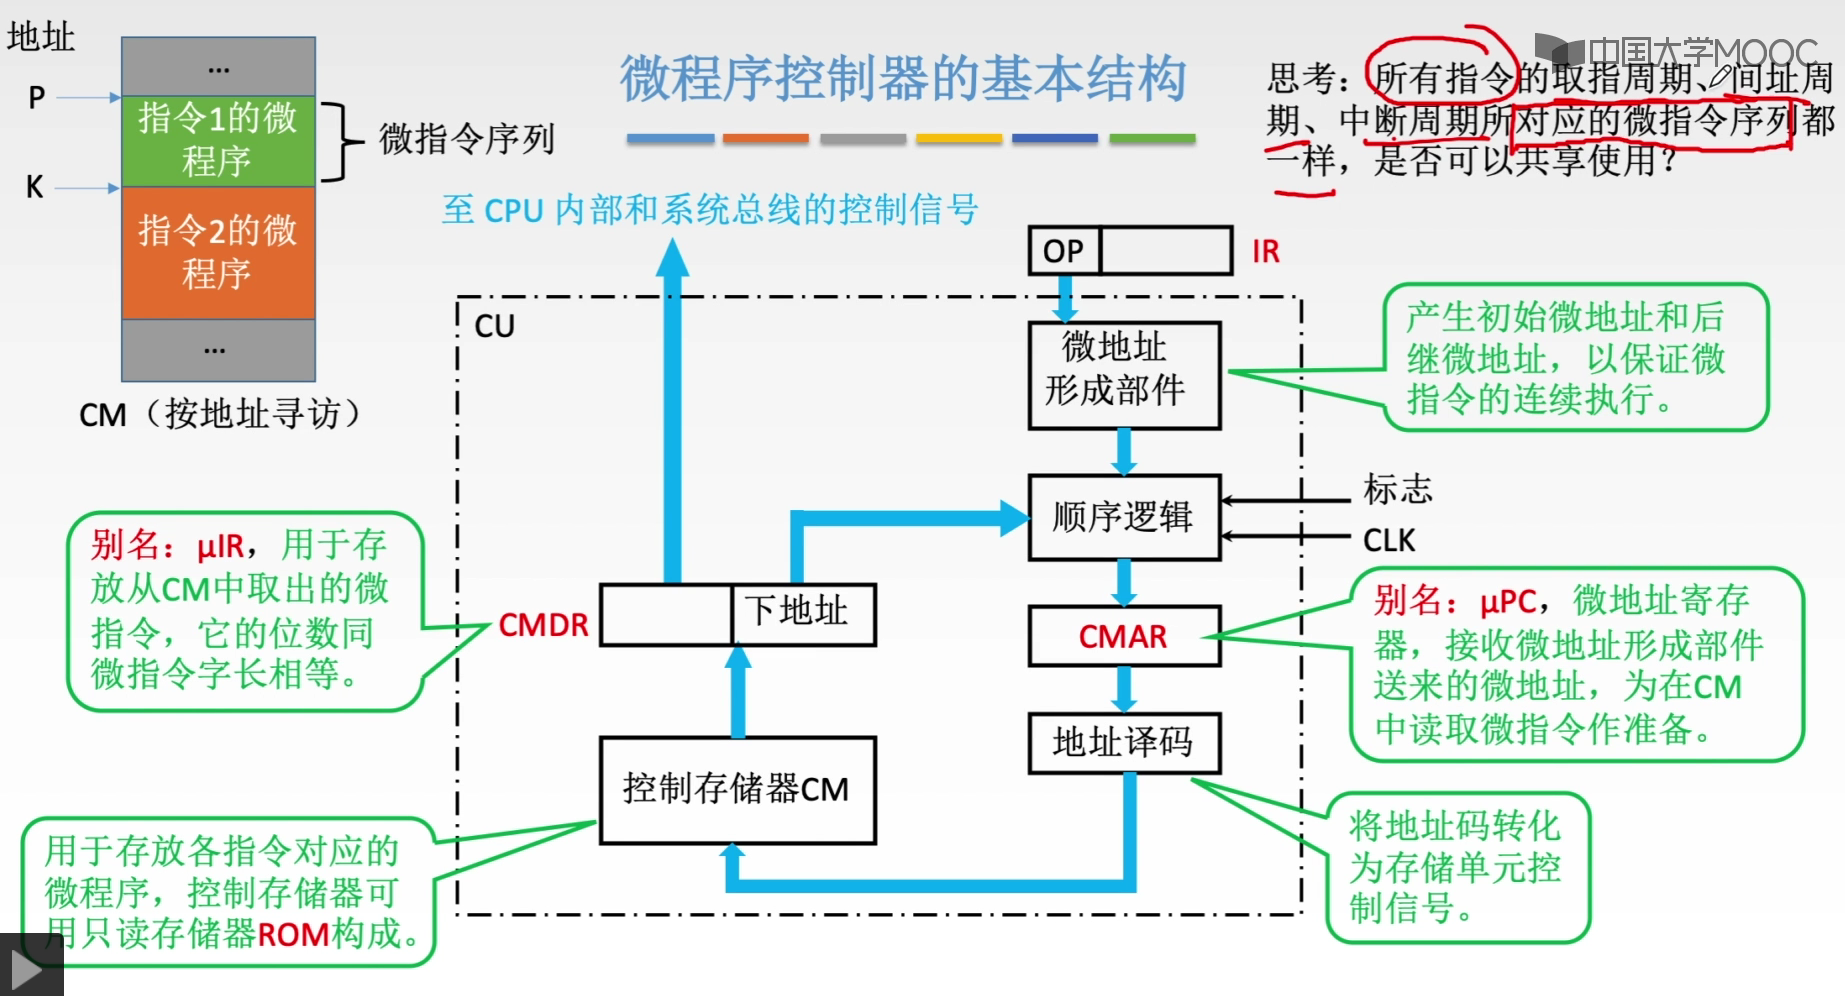 地址
...
P
指令1的微
程序
微指令序列
K
指令2的微
程序
...
CM（按地址寻访）
微程序控制器的基本结构
中国大学MOOC
思考：所有指令的取指周期、间址周
期、中断周期所对应的微指令序列都
一样，是否可以共享使用？
至 CPU 内部和系统总线的控制信号
OP
IR
CU
微地址
形成部件
产生初始微地址和后
继微地址，以保证微
指令的连续执行。
顺序逻辑
标志
CLK
别名：μIR，用于存
放从CM中取出的微
指令，它的位数同
微指令字长相等。
CMDR
下地址
CMAR
别名：μPC，微地址寄存
器，接收微地址形成部件
送来的微地址，为在CM
中读取微指令作准备。
地址译码
控制存储器CM
将地址码转化
为存储单元控
制信号。
用于存放各指令对应的
微程序，控制存储器可
用只读存储器ROM构成。